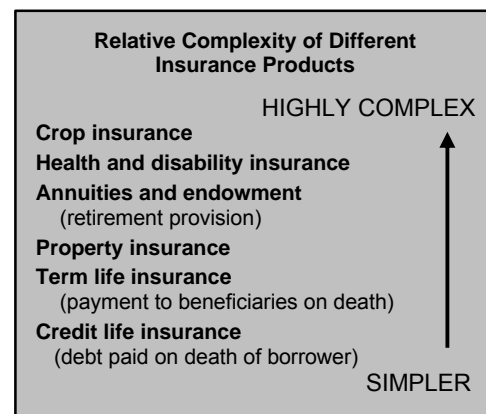 Relative Complexity of Different
Insurance Products
HIGHLY COMPLEX
Crop insurance
Health and disability insurance
Annuities and endowment
(retirement provision)
Property insurance
Term life insurance
(payment to beneficiaries on death)
Credit life insurance
(debt paid on death of borrower)
SIMPLER